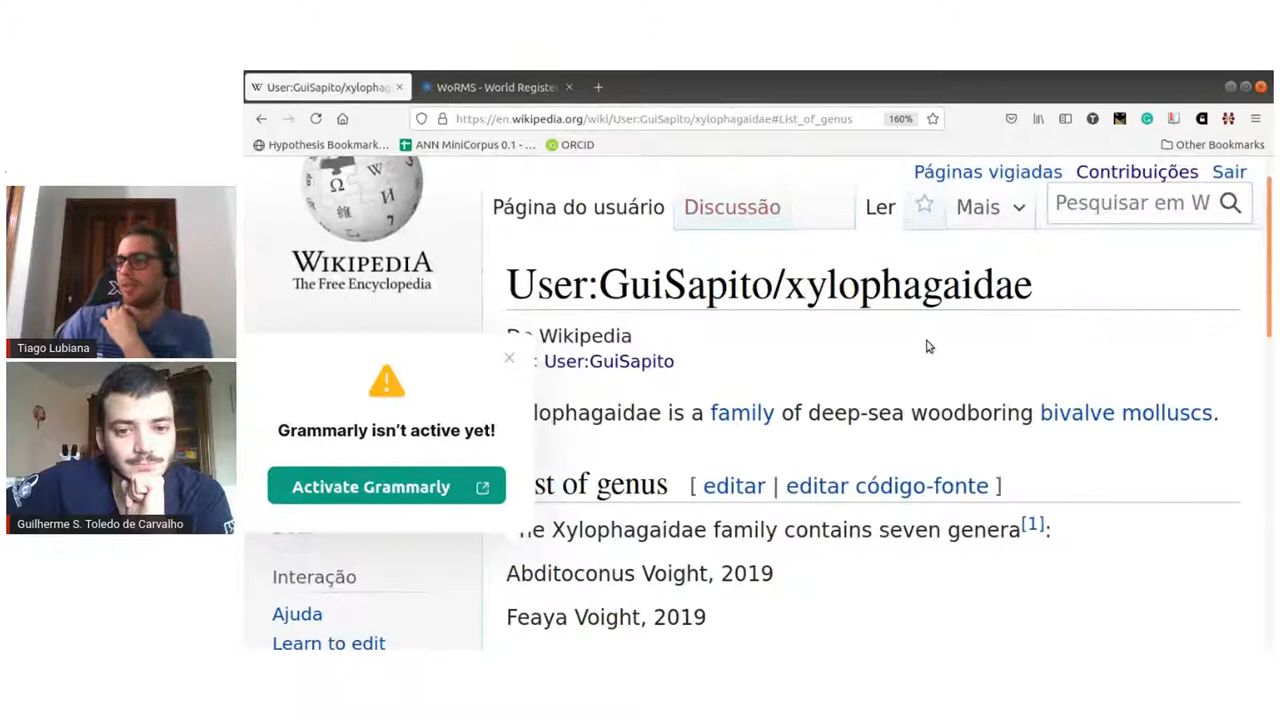 User:GuiSapito/xylophag
WoRMS - World Register
https://en.wikipedia.org/wiki/User:GuiSapito/xylophagaidae#List_of_genus
160%
Hypothesis Bookmark...
ANN MiniCorpus 0.1 - ...
ORCID
Other Bookmarks
Páginas vigiadas
Contribuições
Sair
Página do usuário
Discussão
Ler
Mais
Pesquisar em W
WIKIPEDIA
The Free Encyclopedia
User:GuiSapito/xylophagaidae
Wikipedia
: User:GuiSapito
Tiago Lubiana
Guilherme S. Toledo de Carvalho
Grammarly isn't active yet!
Activate Grammarly
lophagaidae is a family of deep-sea woodboring bivalve molluscs.
st of genus [ editar | editar código-fonte ]
e Xylophagaidae family contains seven genera[1]:
Abditoconus Voight, 2019
Feaya Voight, 2019
Interação
Ajuda
Learn to edit